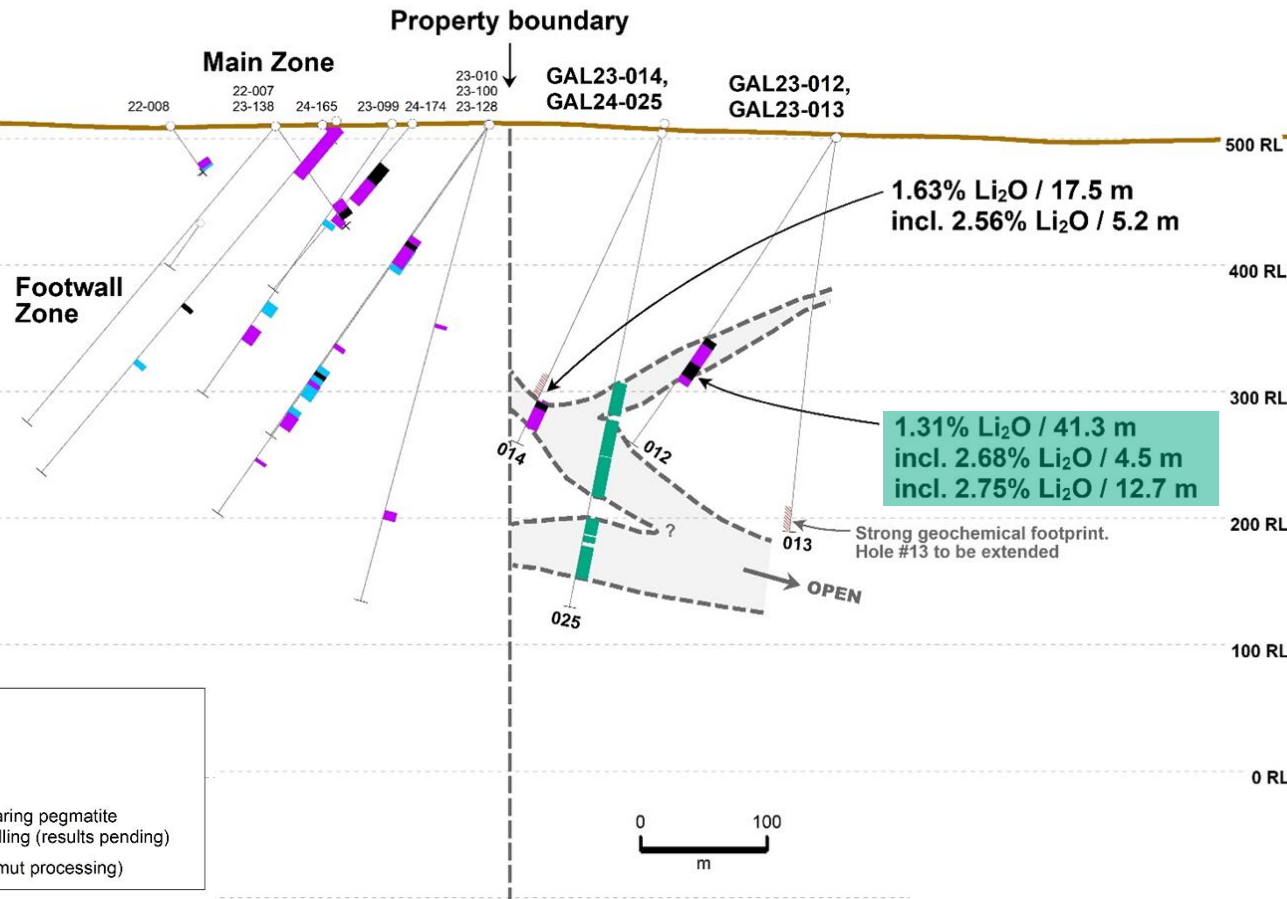 Property boundary
Main Zone
22-008
22-007
23-138
24-165
23-099
24-174
23-010
23-100
23-128
GAL23-014,
GAL24-025
GAL23-012,
GAL23-013
500 RL
1.63% Li₂O / 17.5 m
incl. 2.56% Li₂O / 5.2 m
400 RL
Footwall
Zone
300 RL
1.31% Li₂O / 41.3 m
incl. 2.68% Li₂O / 4.5 m
incl. 2.75% Li₂O / 12.7 m
014
012
200 RL
?
013
Strong geochemical footprint.
Hole #13 to be extended
OPEN
025
100 RL
0 RL
aring pegmatite
lling (results pending)
mut processing)
0 100
m